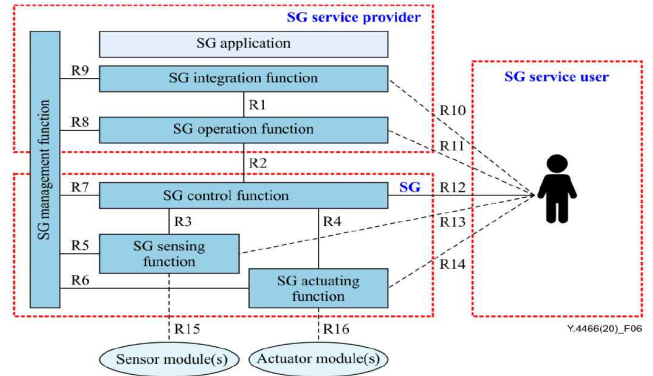 SG service provider
SG application
R9
SG integration function
SG service user
R10
R1
R8
SG operation function
R11
R2
SG management function
R7
SG control function
SG
R12
R3
R4
R13
R5
SG sensing
function
R14
R6
SG actuating
function
R15
R16
Y.4466(20)_F06
Sensor module(s)
Actuator module(s)